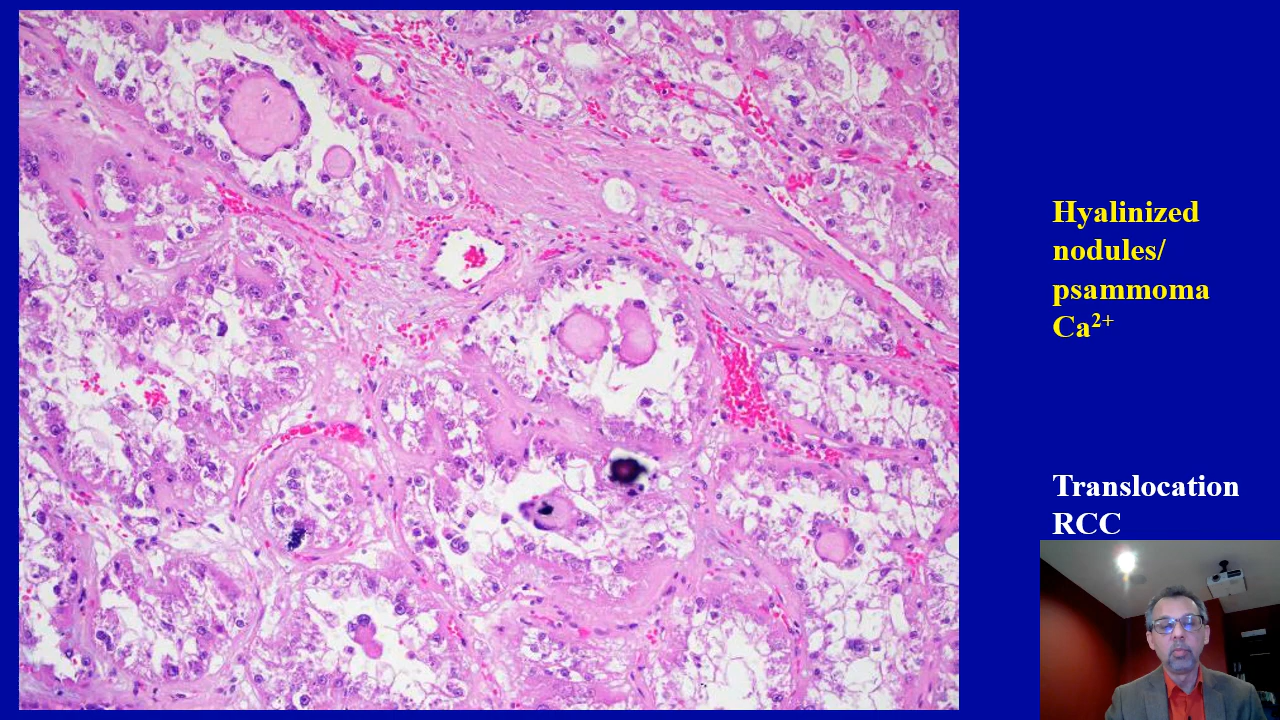 Hyalinized
nodules/
psammoma
Ca²⁺
Translocation
RCC